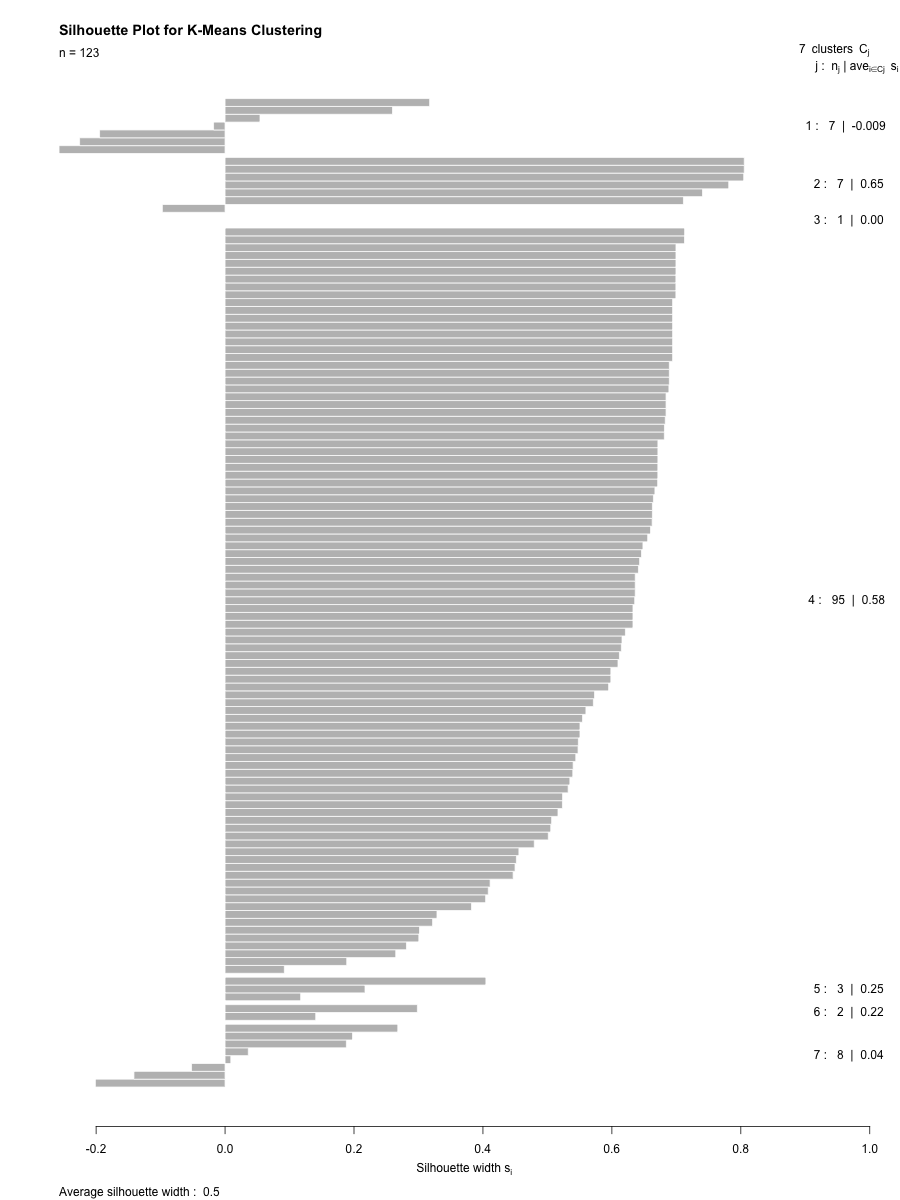 Silhouette Plot for K-Means Clustering
n = 123
7 clusters Cj
j : nj | avei∈Cj si
1 : 7 | -0.009
2 : 7 | 0.65
3 : 1 | 0.00
4 : 95 | 0.58
5 : 3 | 0.25
6 : 2 | 0.22
7 : 8 | 0.04
-0.2 0.0 0.2 0.4 0.6 0.8 1.0
Silhouette width si
Average silhouette width : 0.5